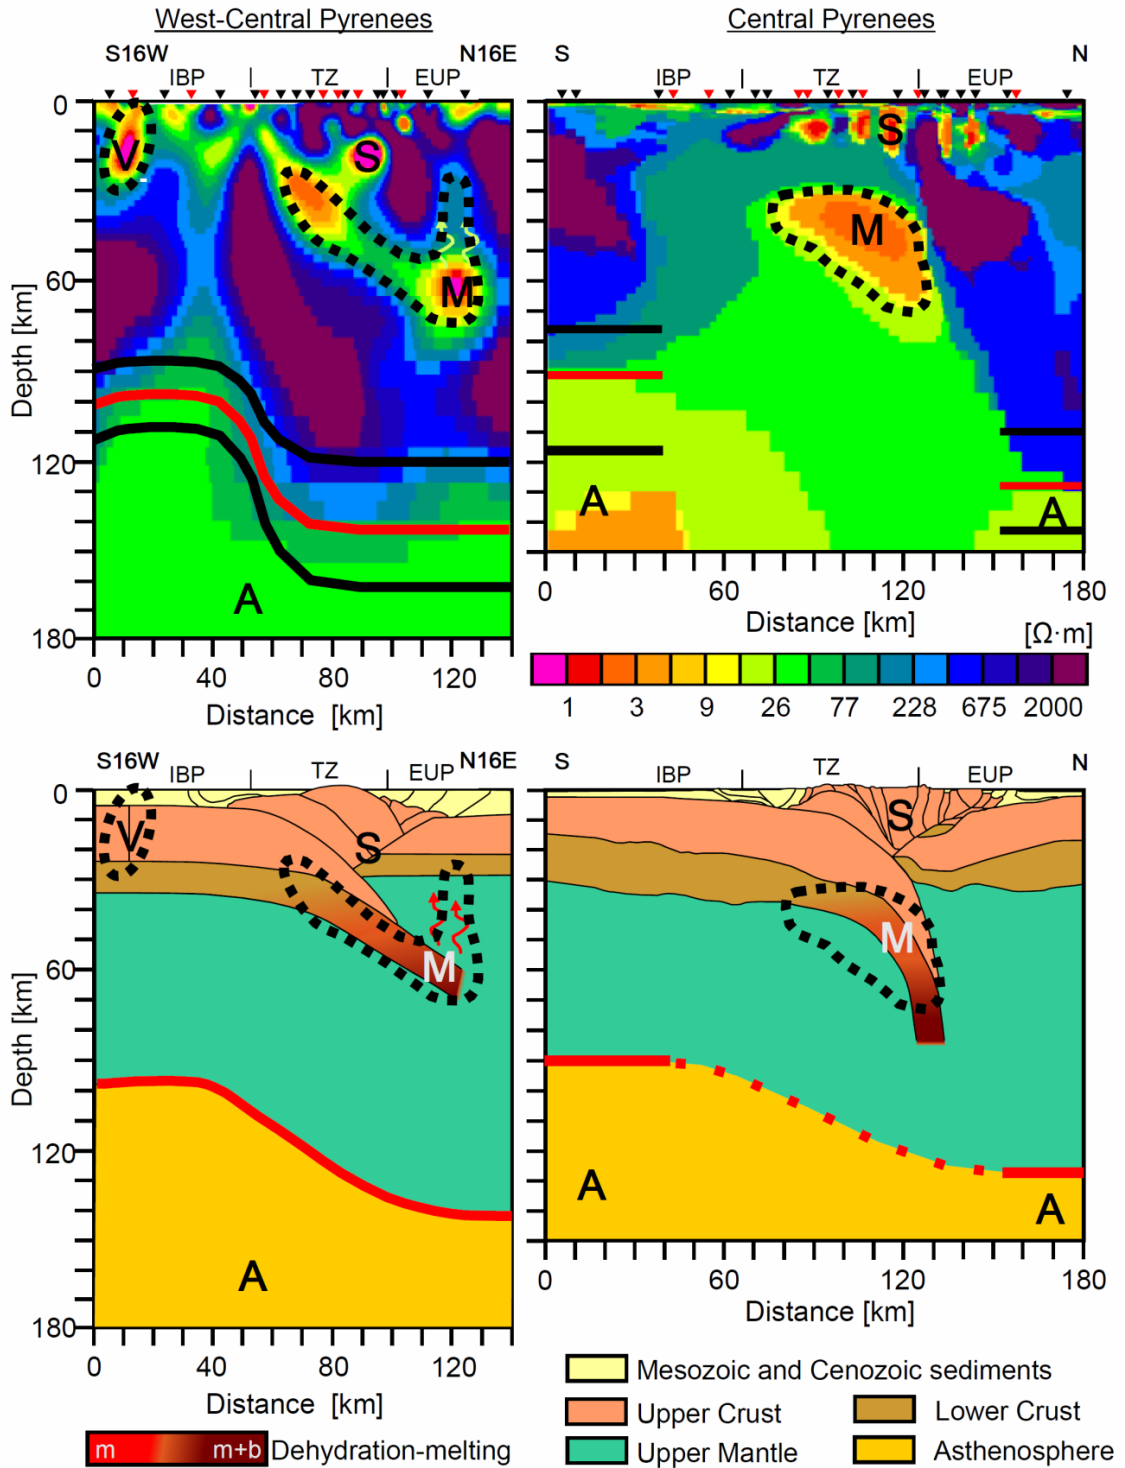 West-Central Pyrenees
Central Pyrenees
S16W
N16E
IBP
TZ
EUP
S
N
IBP
TZ
EUP
0
60
120
180
Depth [km]
V
S
M
A
0
40
80
120
Distance [km]
S
M
A
A
0
60
120
180
Distance [km]
[Ω·m]
1
3
9
26
77
228
675
2000
S16W
IBP
TZ
EUP
N16E
S
IBP
TZ
EUP
N
0
60
120
180
Depth [km]
V
S
M
A
0
40
80
120
Distance [km]
S
M
A
A
0
60
120
180
Distance [km]
m
m+b
Dehydration-melting
Mesozoic and Cenozoic sediments
Upper Crust
Lower Crust
Upper Mantle
Asthenosphere